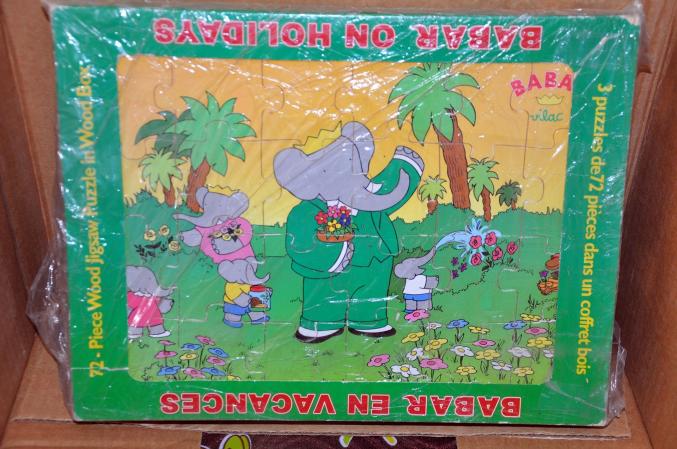 BABAR ON HOLIDAYS
BABA
vilac
72 - Piece Wood Jigsaw Puzzle in Wood Box
3 puzzles de 72 pièces dans un coffret bois -
BABAR EN VACANCES